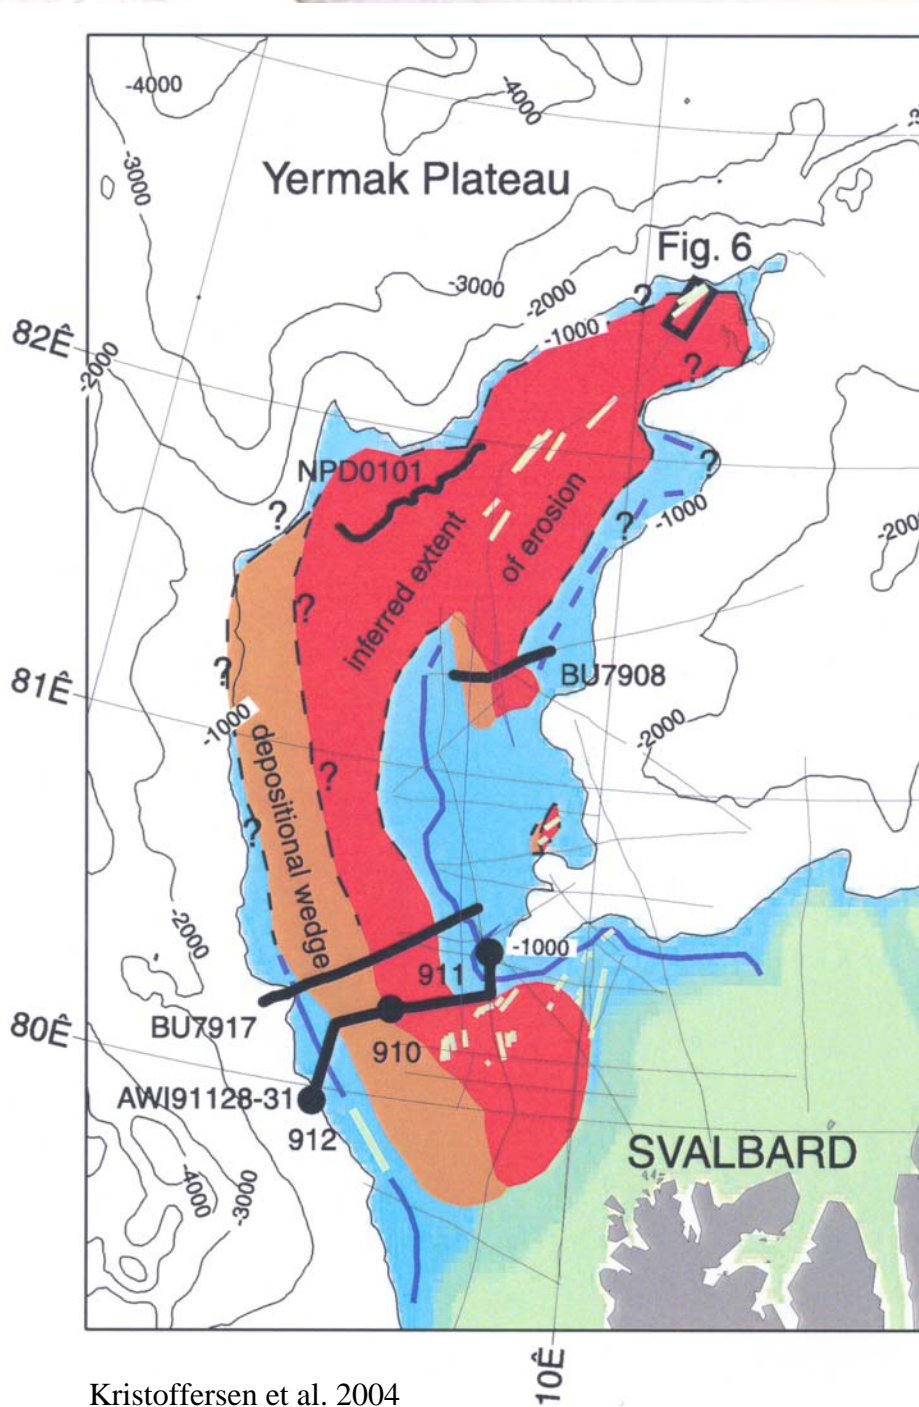 -4000
-4000
-3000
Yermak Plateau
Fig. 6
-3000
-2000
?
-1000
82Ê
-2000
?
NPD0101
?
?
-1000
?
-2000
inferred extent
of erosion
?
?
BU7908
81Ê
-1000
depositional wedge
-2000
?
?
-2000
911
-1000
BU7917
80Ê
910
AWI91128-31
912
SVALBARD
-4000
-3000
10Ê
Kristoffersen et al. 2004